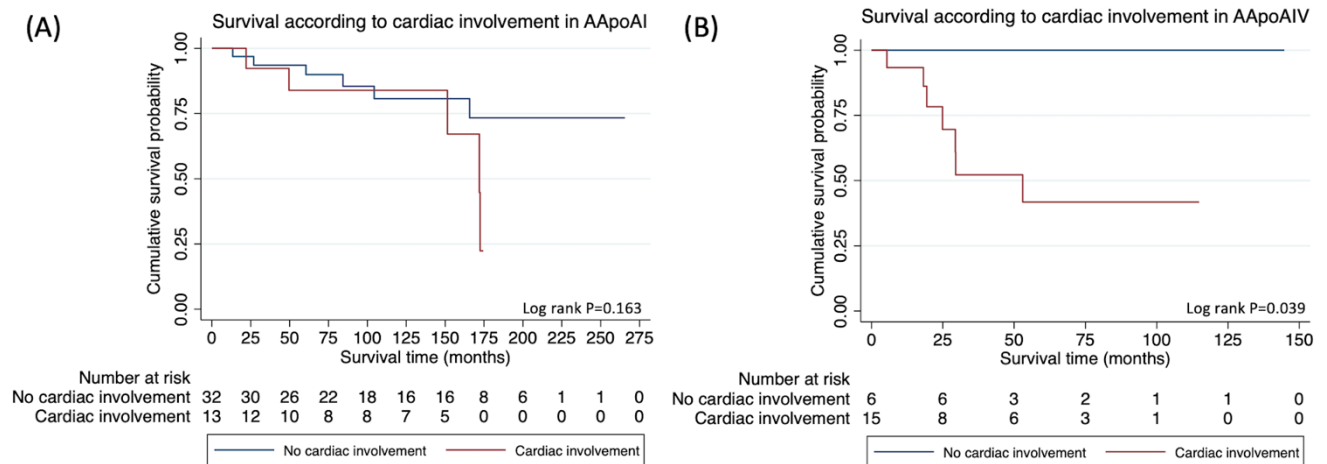 (A)
Survival according to cardiac involvement in AApoAI
Cumulative survival probability
1.00
0.75
0.50
0.25
0.00
Log rank P=0.163
0 25 50 75 100 125 150 175 200 225 250 275
Survival time (months)
Number at risk
No cardiac involvement 32 30 26 22 18 16 16 8 6 1 1 0
Cardiac involvement 13 12 10 8 8 7 5 0 0 0 0 0
No cardiac involvement Cardiac involvement
(B)
Survival according to cardiac involvement in AApoAIV
Cumulative survival probability
1.00
0.75
0.50
0.25
0.00
Log rank P=0.039
0 25 50 75 100 125 150
Survival time (months)
Number at risk
No cardiac involvement 6 6 3 2 1 1 0
Cardiac involvement 15 8 6 3 1 0 0
No cardiac involvement Cardiac involvement